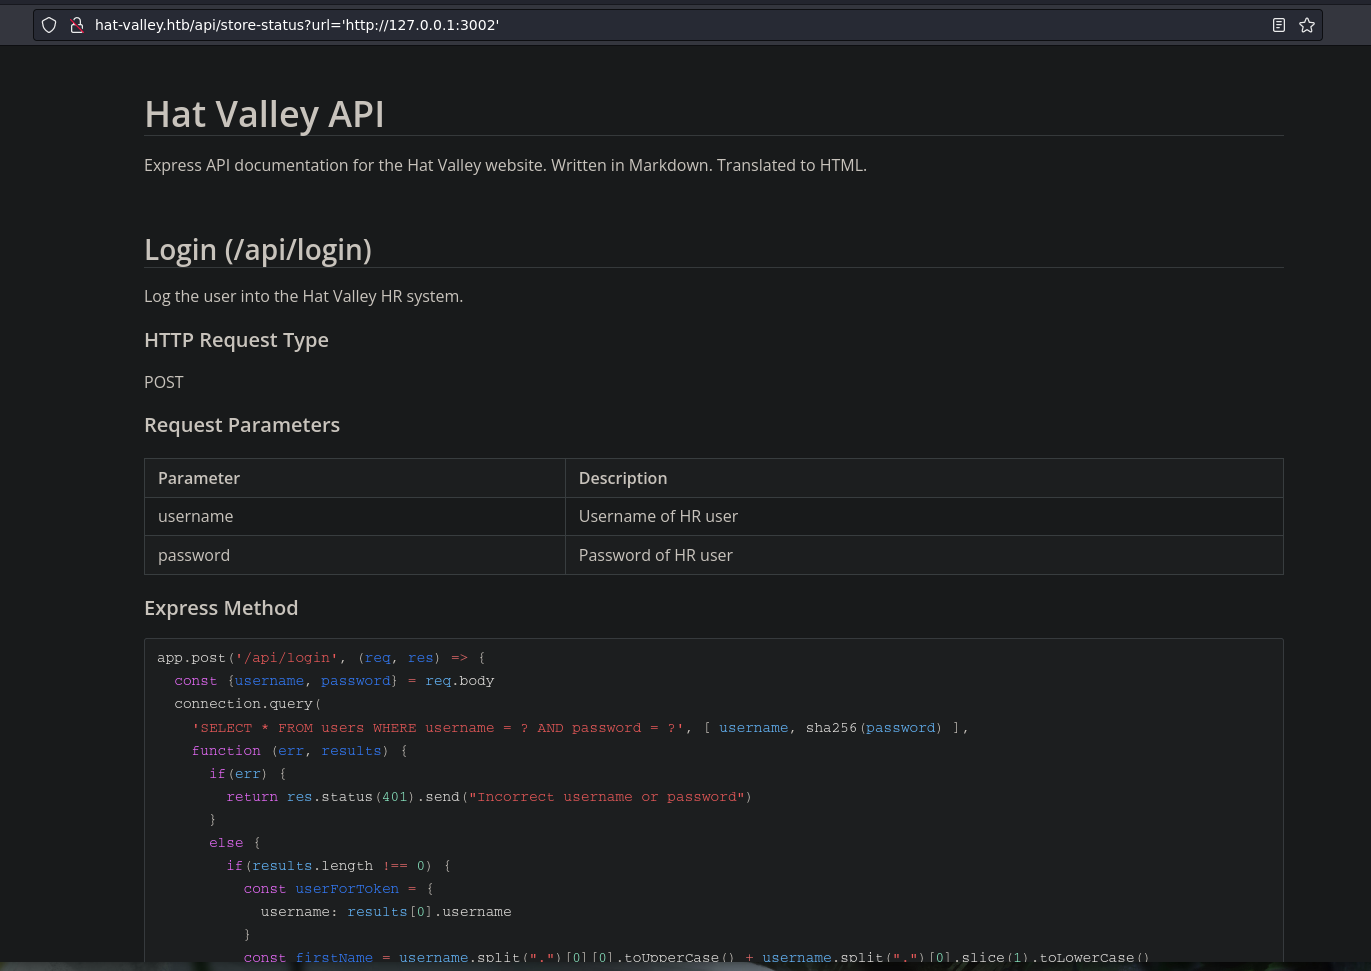 hat-valley.htb/api/store-status?url='http://127.0.0.1:3002'
Hat Valley API
Express API documentation for the Hat Valley website. Written in Markdown. Translated to HTML.
Login (/api/login)
Log the user into the Hat Valley HR system.
HTTP Request Type
POST
Request Parameters
Parameter Description
username Username of HR user
password Password of HR user
Express Method
app.post('/api/login', (req, res) => {
  const {username, password} = req.body
  connection.query(
    'SELECT * FROM users WHERE username = ? AND password = ?', [ username, sha256(password) ],
    function (err, results) {
      if(err) {
        return res.status(401).send("Incorrect username or password")
      }
      else {
        if(results.length !== 0) {
          const userForToken = {
            username: results[0].username
          }
          const firstName = username.split(".")[0][0].toUpperCase() + username.split(".")[0].slice(1).toLowerCase()